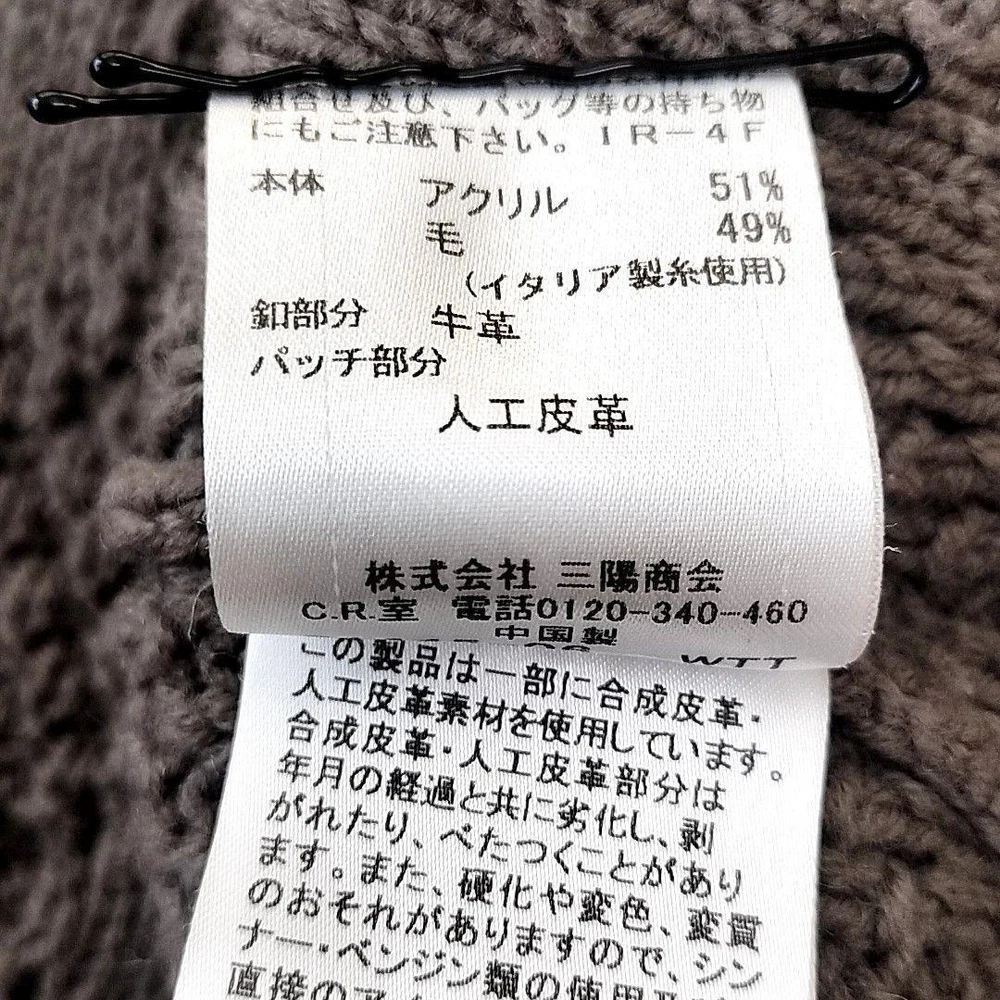 組合せ及び、バッグ等の持ち物
にもご注意下さい。 IR-4F
本体 アクリル 51%
毛 49%
(イタリア製糸使用)
釦部分 牛革
パッチ部分
人工皮革
株式会社 三陽商会
C.R.室 電話0120-340-460
中国製
WTT
この製品は一部に合成皮革・
人工皮革素材を使用しています。
合成皮革・人工皮革部分は
年月の経過と共に劣化し、剥
がれたり、べたつくことがあり
ます。また、硬化や変色、変質
のおそれがありますので、シン
ナー・ベンジン類の使用
直接のア